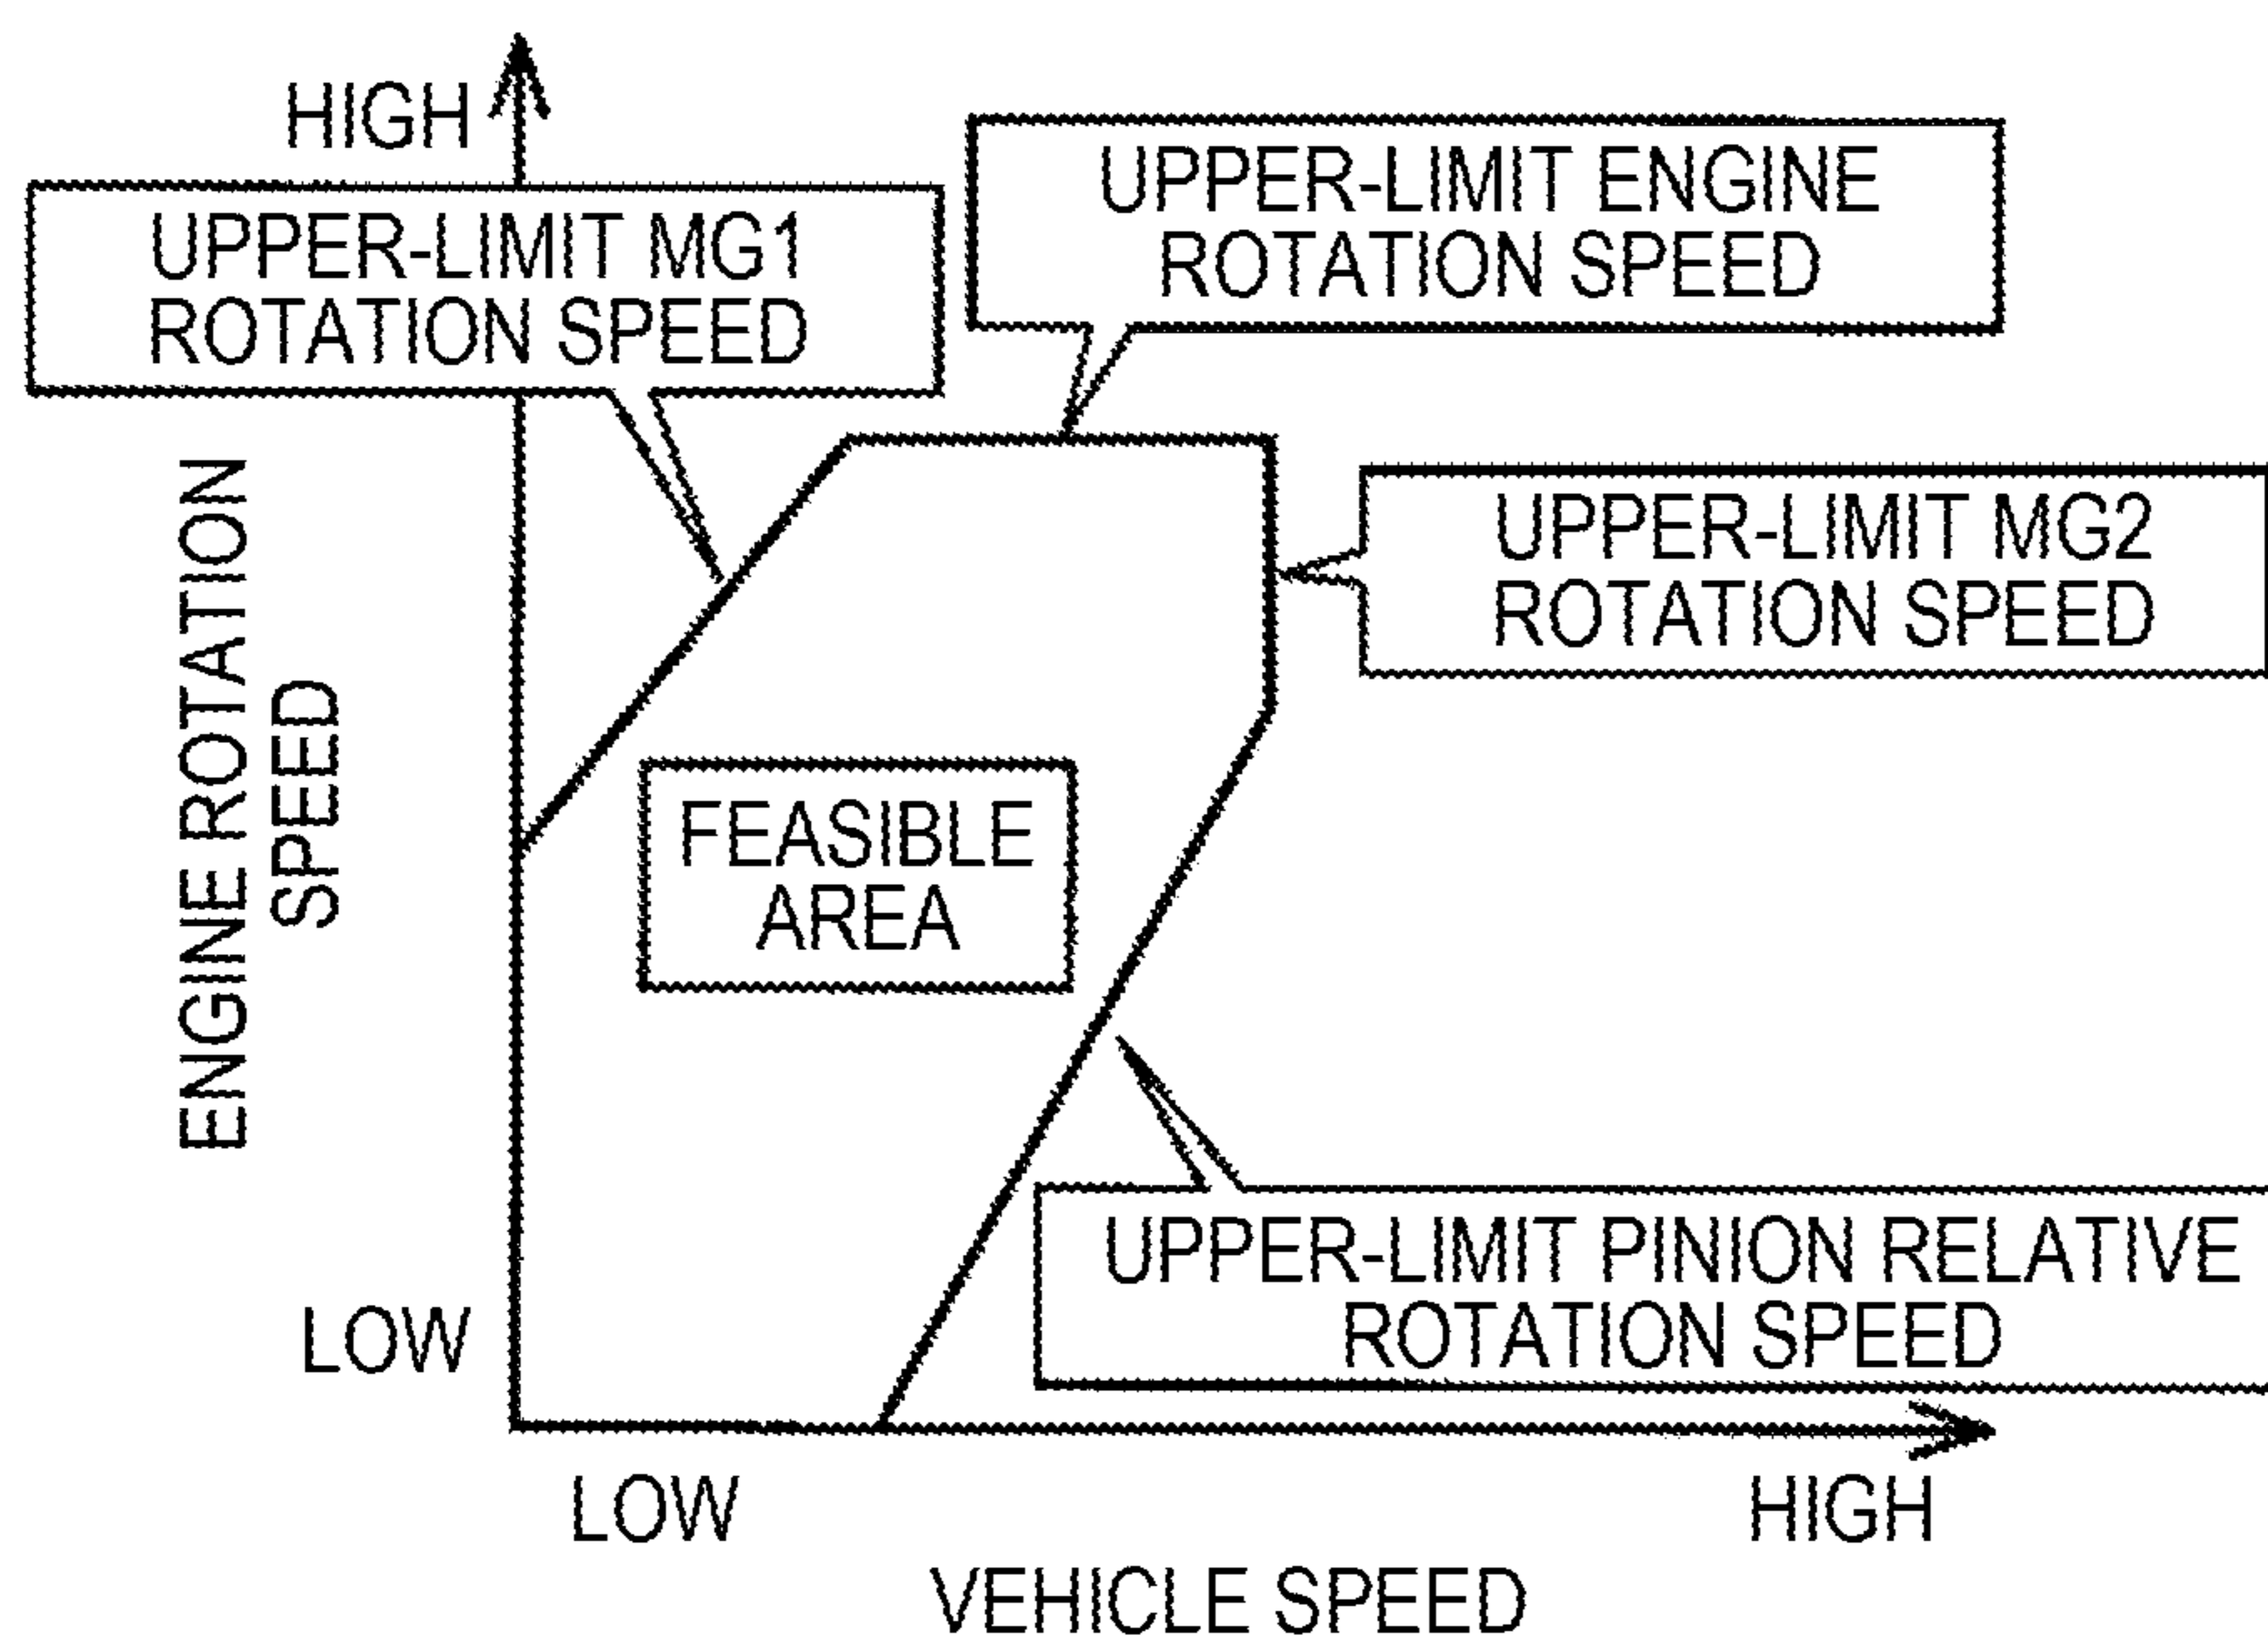 HIGH
UPPER-LIMIT MG1
ROTATION SPEED
UPPER-LIMIT ENGINE
ROTATION SPEED
UPPER-LIMIT MG2
ROTATION SPEED
ENGINE ROTATION
SPEED
FEASIBLE
AREA
UPPER-LIMIT PINION RELATIVE
ROTATION SPEED
LOW
LOW
HIGH
VEHICLE SPEED